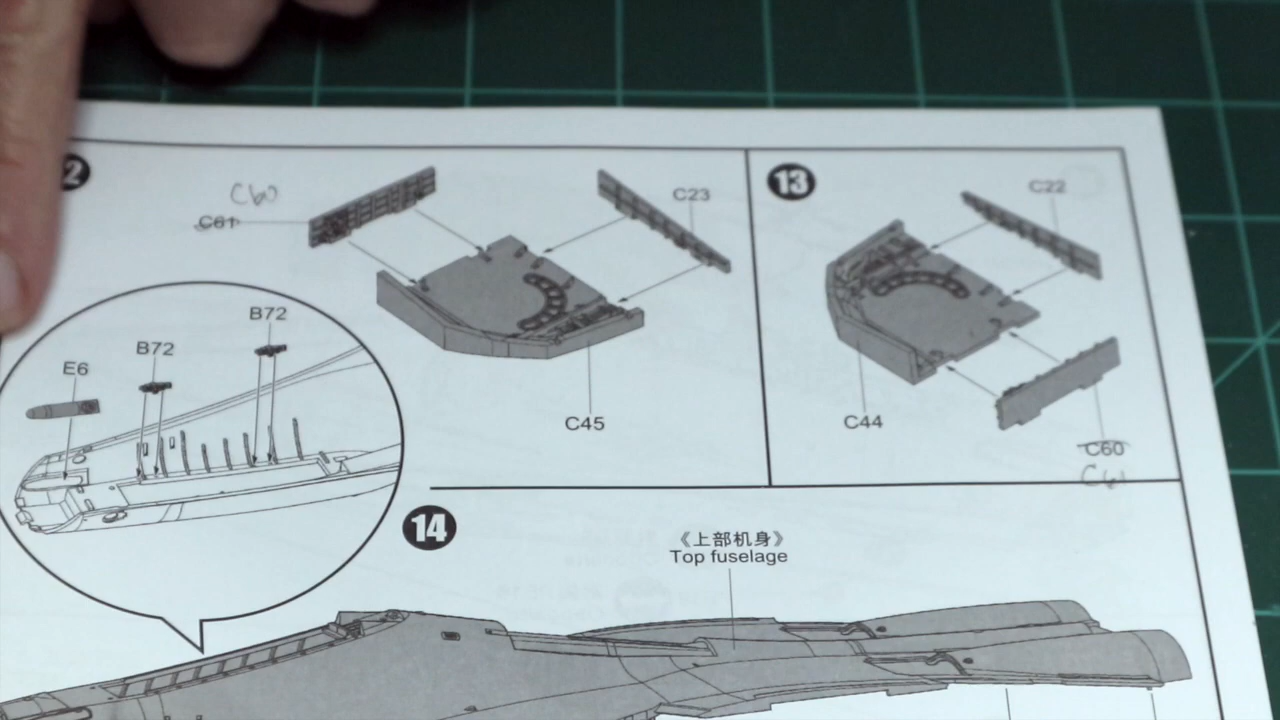 2
C60
C61
C23
C45
B72
B72
E6
13
C22
C44
C60
C61
14
《上部机身》
Top fuselage